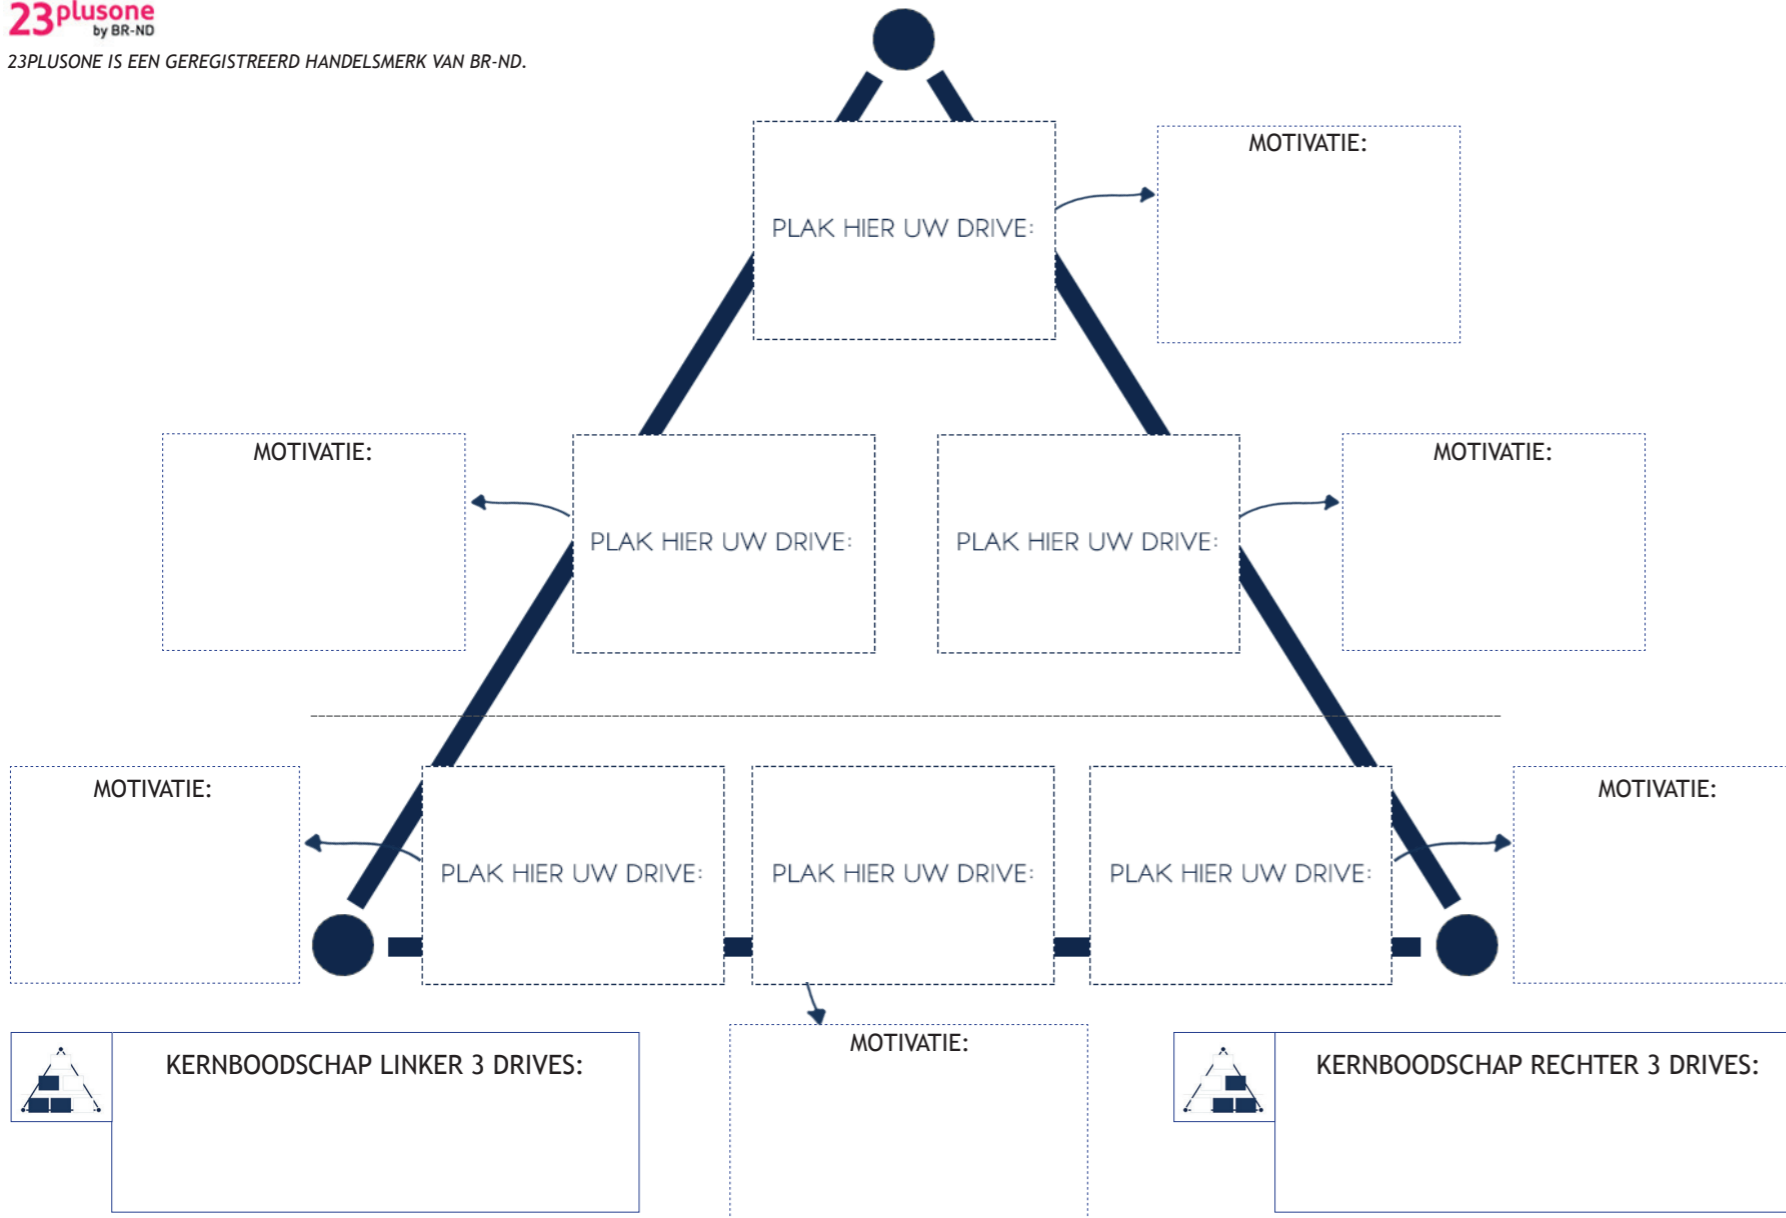 23plusone
by BR-ND
23PLUSONE IS EEN GEREGISTREERD HANDELSMERK VAN BR-ND.
MOTIVATIE:
PLAK HIER UW DRIVE:
MOTIVATIE:
MOTIVATIE:
PLAK HIER UW DRIVE:
PLAK HIER UW DRIVE:
MOTIVATIE:
MOTIVATIE:
PLAK HIER UW DRIVE:
PLAK HIER UW DRIVE:
PLAK HIER UW DRIVE:
MOTIVATIE:
KERNBOODSCHAP LINKER 3 DRIVES:
KERNBOODSCHAP RECHTER 3 DRIVES: